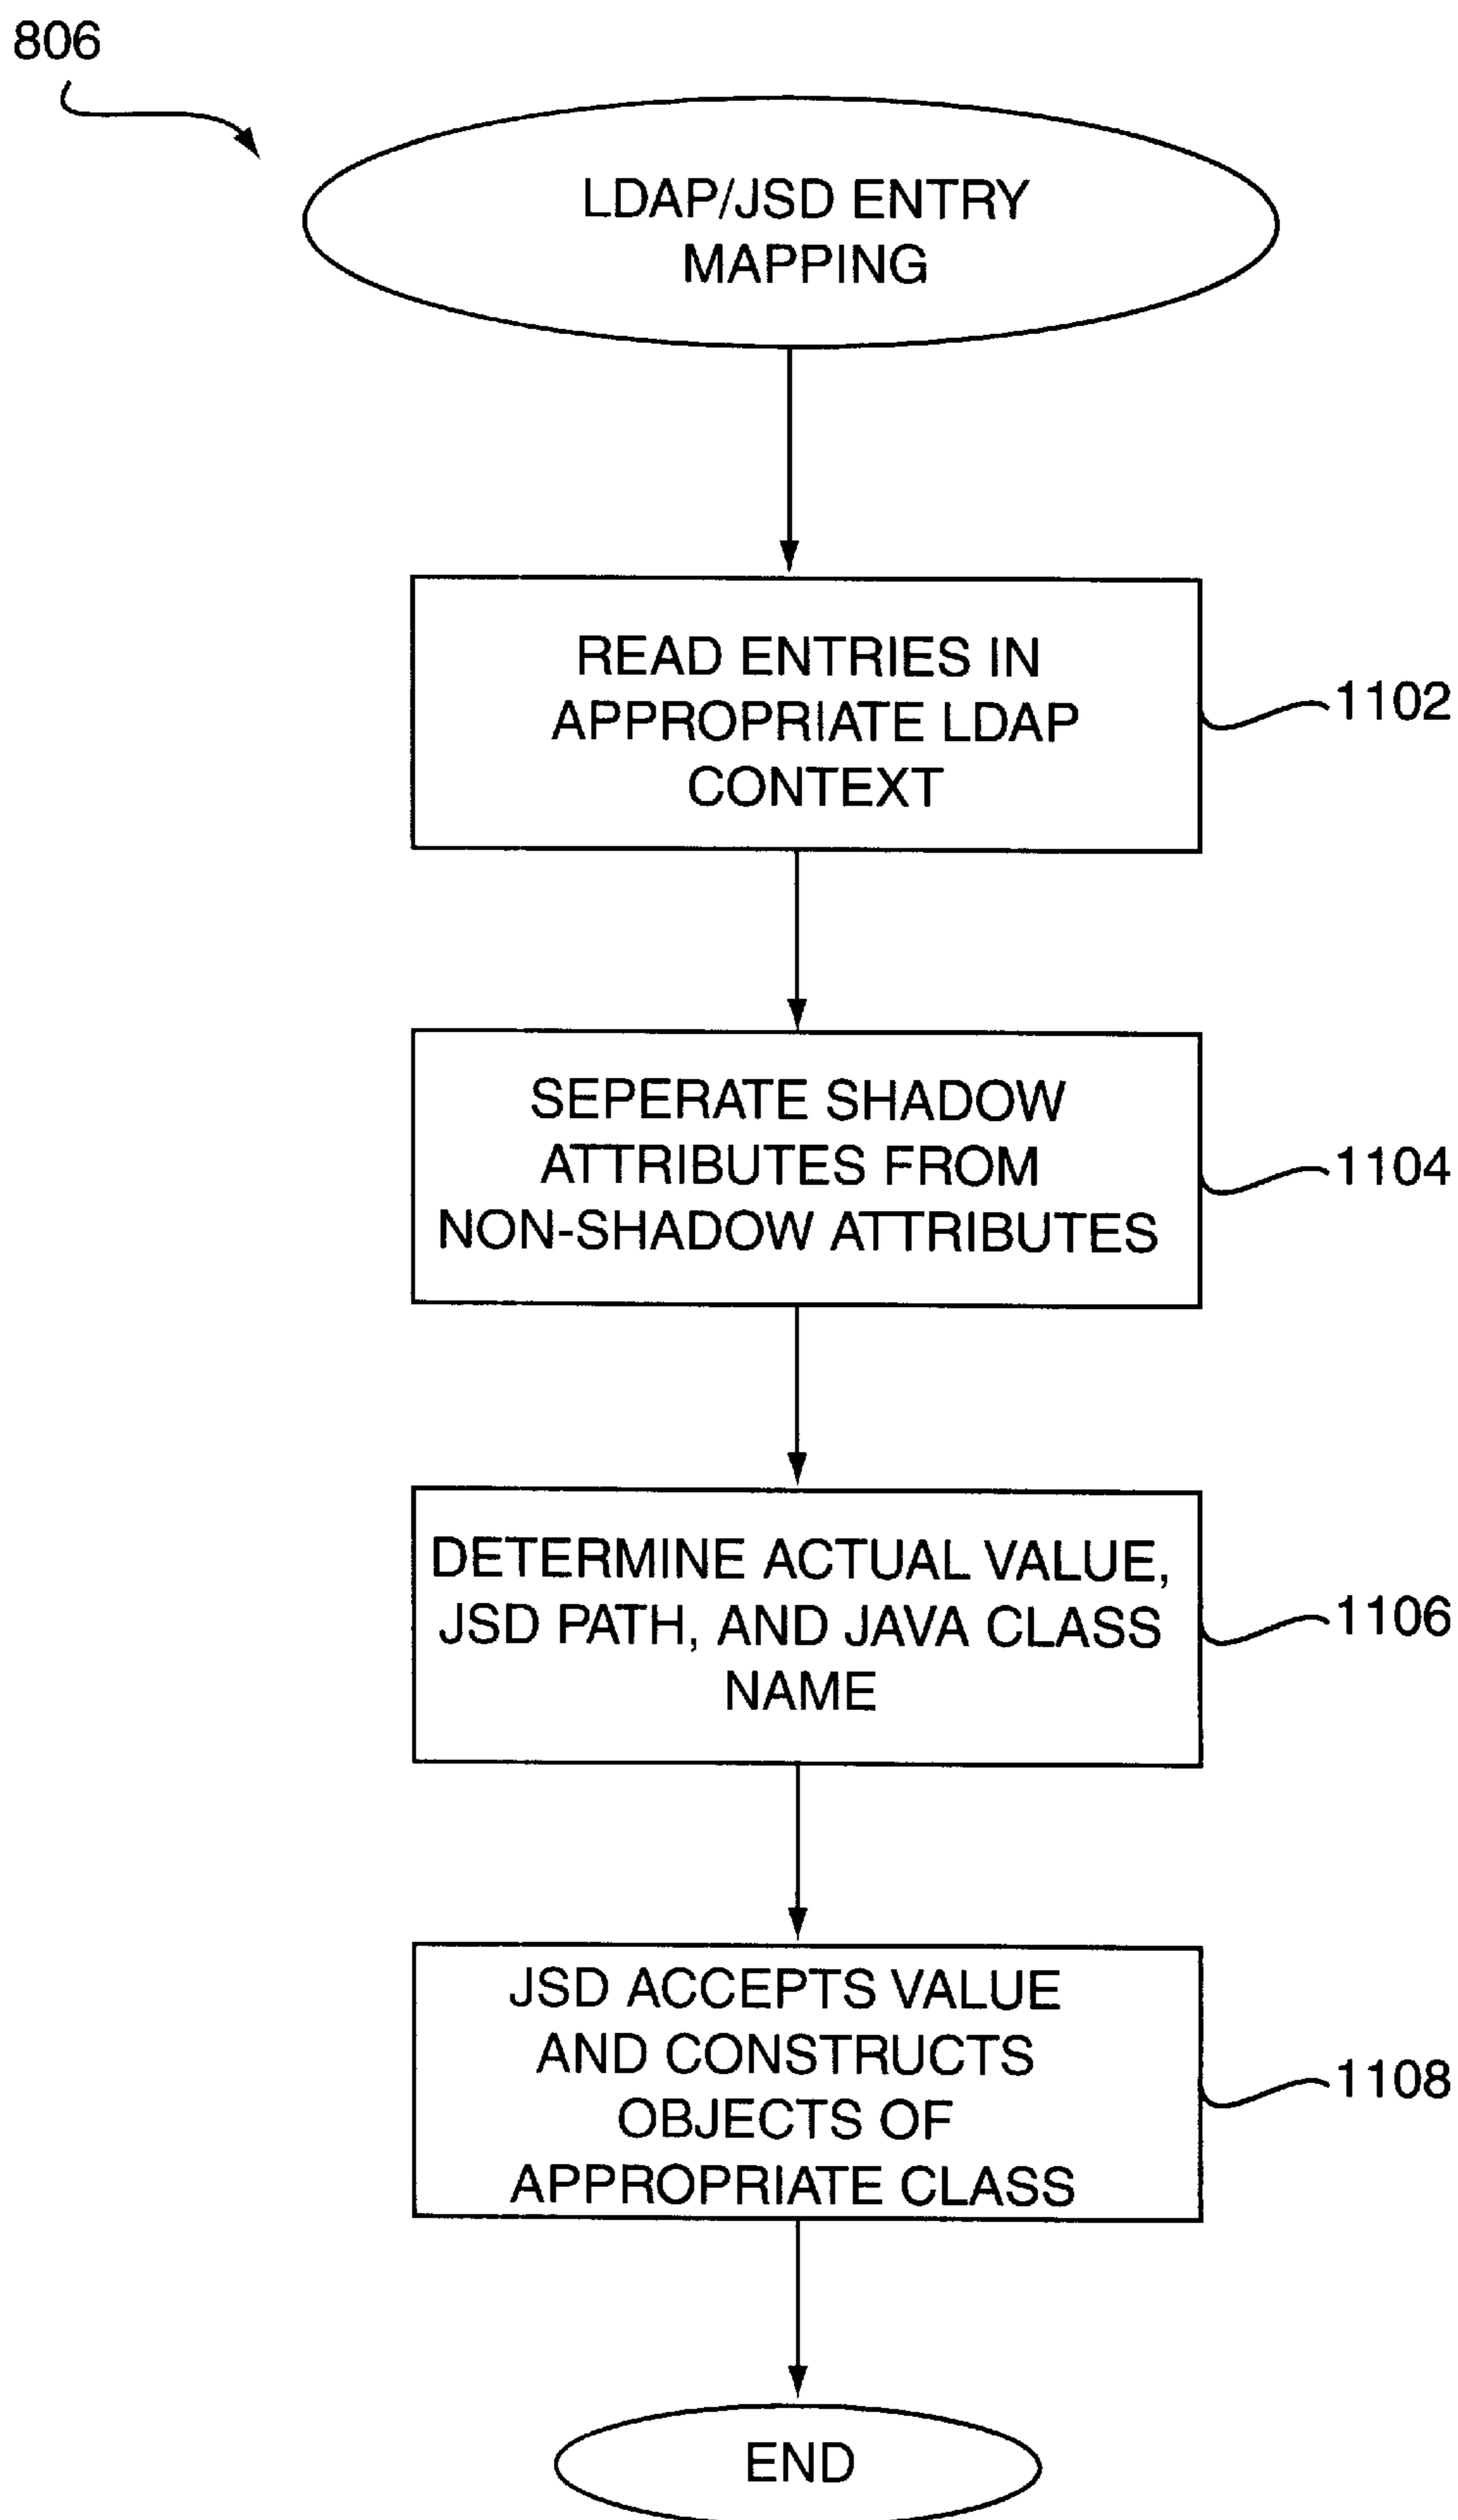 806
LDAP/JSD ENTRY
MAPPING
READ ENTRIES IN
APPROPRIATE LDAP
CONTEXT
1102
SEPERATE SHADOW
ATTRIBUTES FROM
NON-SHADOW ATTRIBUTES
1104
DETERMINE ACTUAL VALUE,
JSD PATH, AND JAVA CLASS
NAME
1106
JSD ACCEPTS VALUE
AND CONSTRUCTS
OBJECTS OF
APPROPRIATE CLASS
1108
END